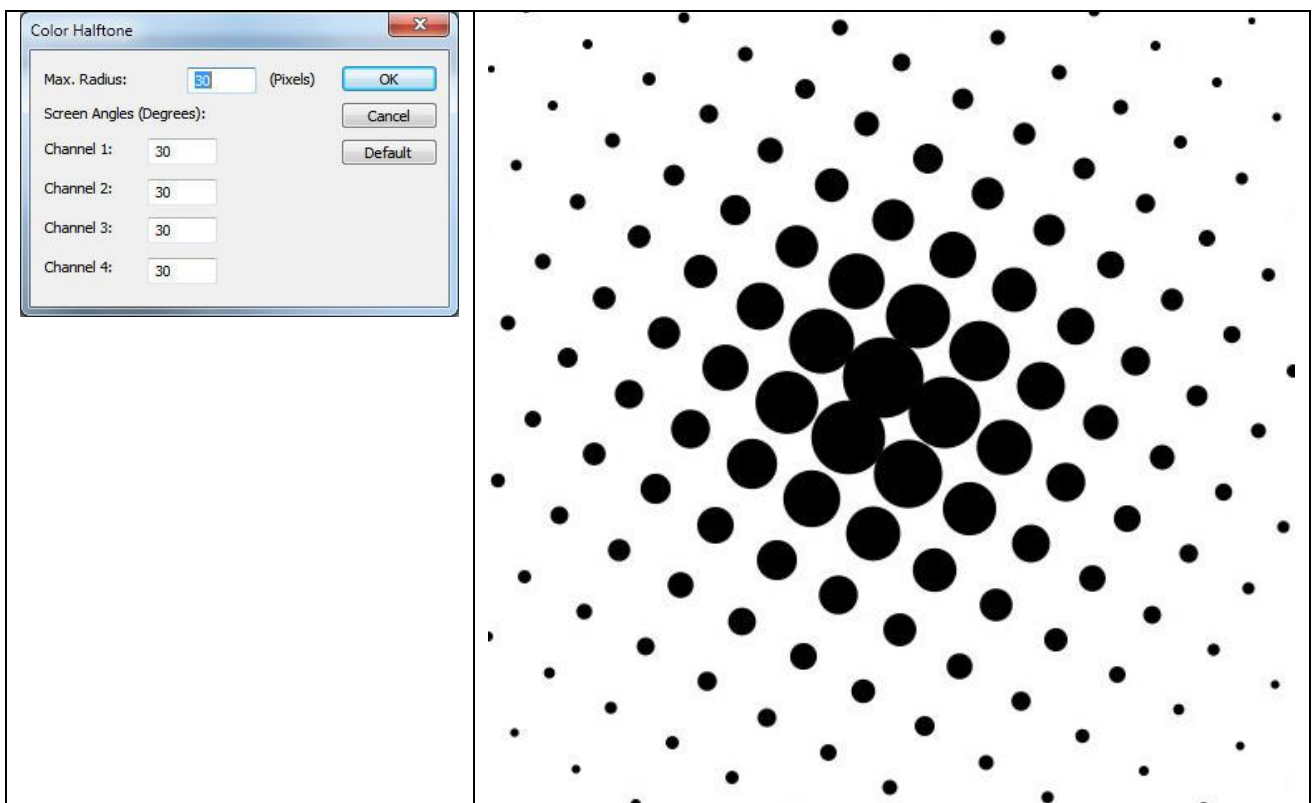 Color Halftone
Max. Radius: 30 (Pixels) OK
Screen Angles (Degrees): Cancel
Channel 1: 30 Default
Channel 2: 30
Channel 3: 30
Channel 4: 30